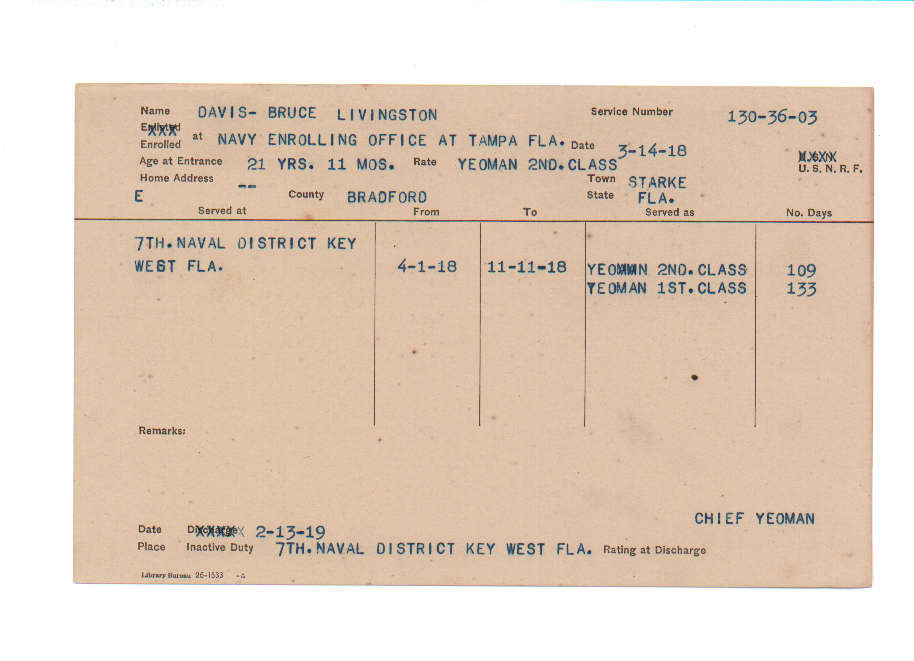 Name DAVIS- BRUCE LIVINGSTON Service Number 130-36-03
Enlisted
Enrolled at NAVY ENROLLING OFFICE AT TAMPA FLA. Date 3-14-18
Age at Entrance 21 YRS. 11 MOS. Rate YEOMAN 2ND.CLASS U. S. N. R. F.
Home Address -- Town STARKE
E County BRADFORD State FLA.
Served at From To Served as No. Days
7TH.NAVAL DISTRICT KEY
WEST FLA. 4-1-18 11-11-18 YEOMAN 2ND.CLASS 109
YEOMAN 1ST.CLASS 133
Remarks:
CHIEF YEOMAN
Date Discharge 2-13-19
Place Inactive Duty 7TH.NAVAL DISTRICT KEY WEST FLA. Rating at Discharge
Library Bureau 26-1533